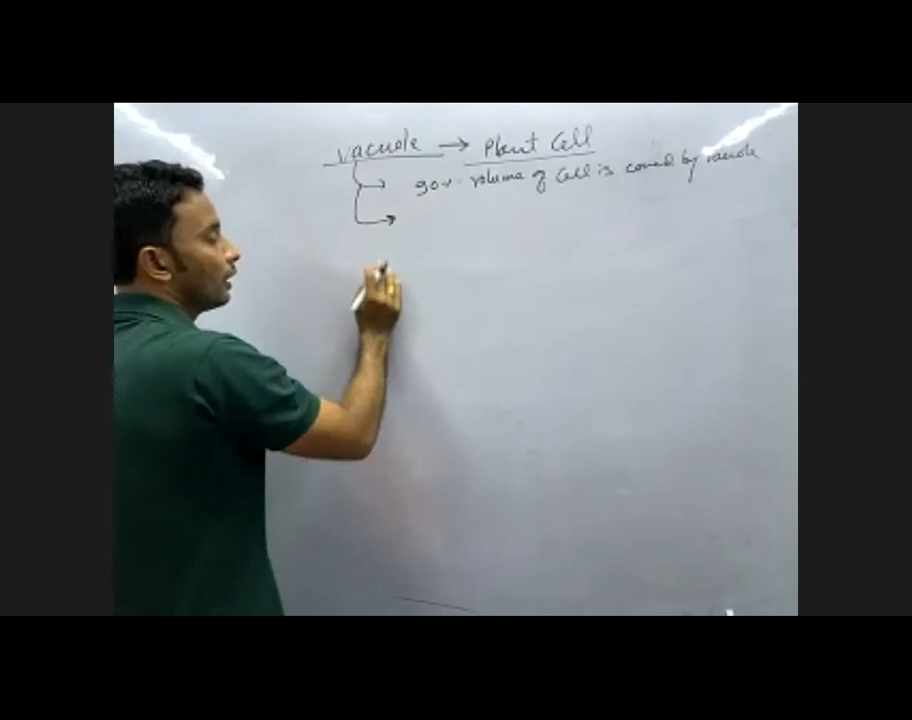 Vacuole → Plant Cell
90% volume of Cell is covered by vacuole